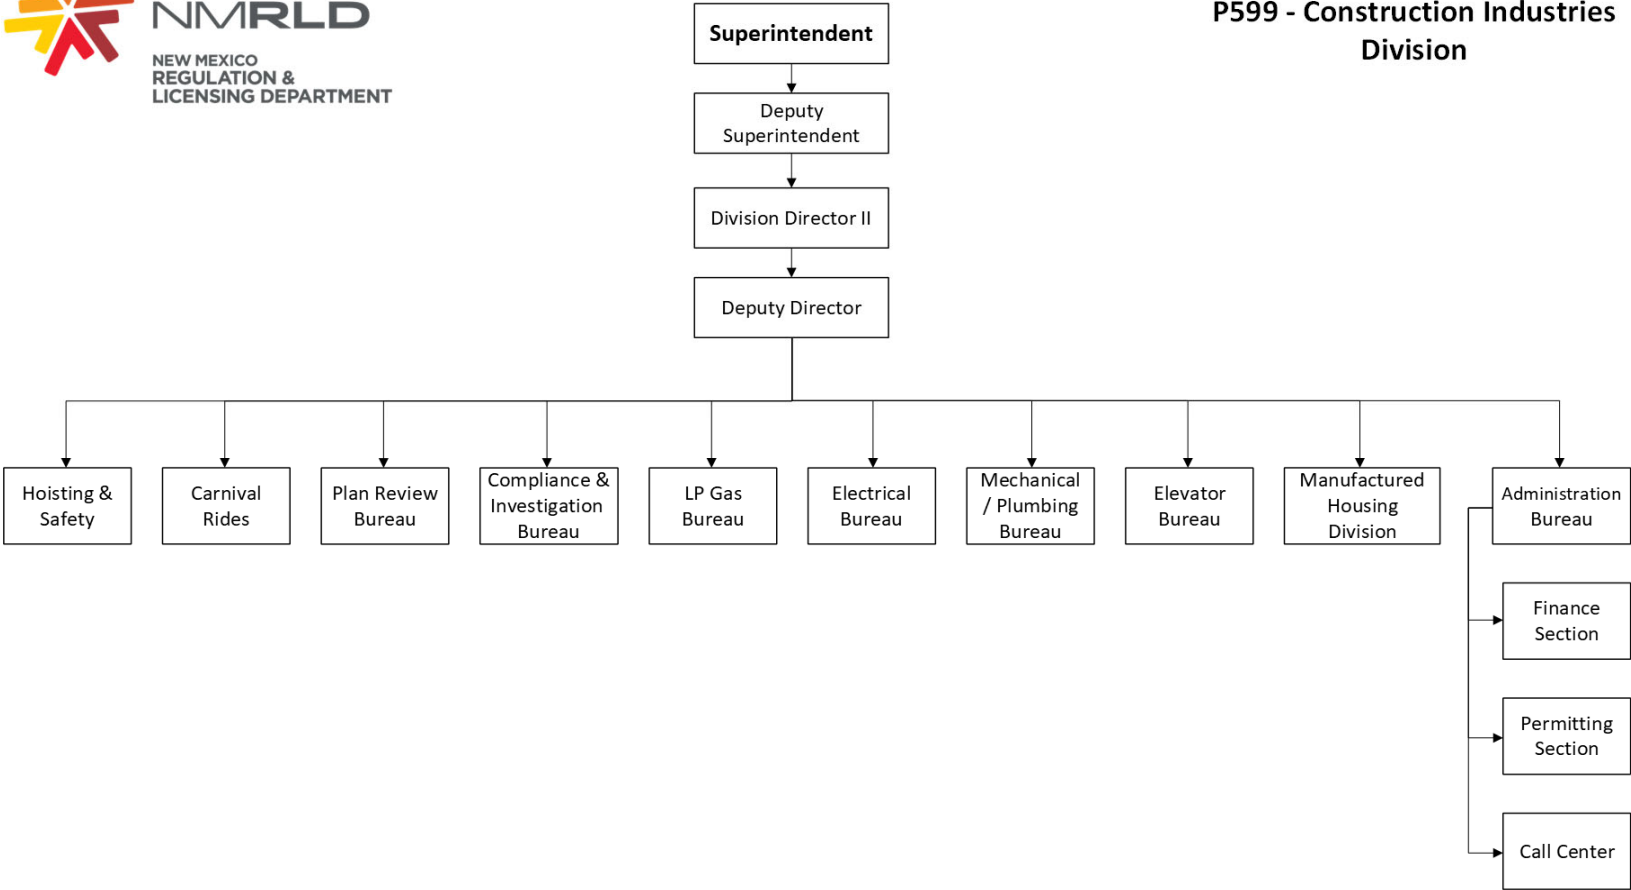 NMRLD
NEW MEXICO
REGULATION &
LICENSING DEPARTMENT
P599 - Construction Industries
Division
Superintendent
Deputy
Superintendent
Division Director II
Deputy Director
Hoisting &
Safety
Carnival
Rides
Plan Review
Bureau
Compliance &
Investigation
Bureau
LP Gas
Bureau
Electrical
Bureau
Mechanical
/ Plumbing
Bureau
Elevator
Bureau
Manufactured
Housing
Division
Administration
Bureau
Finance
Section
Permitting
Section
Call Center